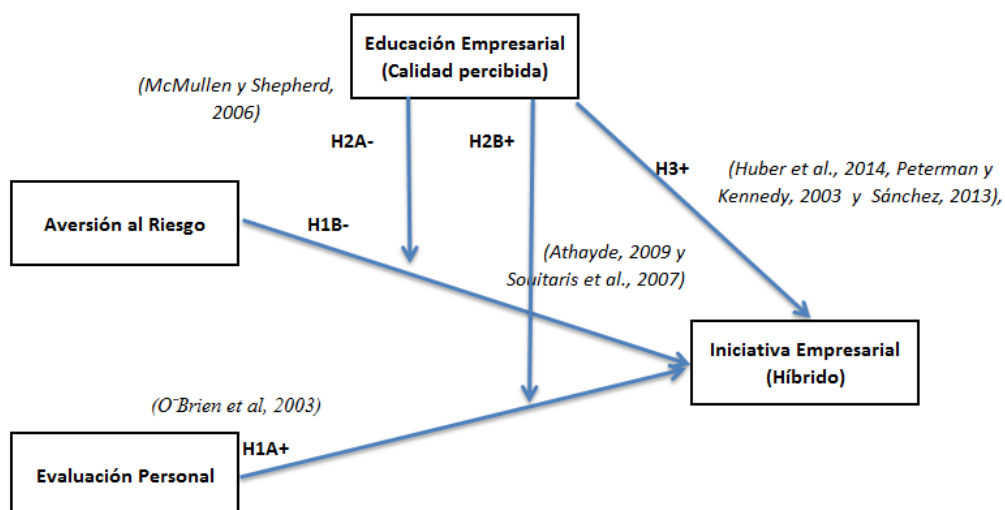 Educación Empresarial
(Calidad percibida)
(McMullen y Shepherd,
2006)
H2A-
H2B+
H3+
(Huber et al., 2014, Peterman y
Kennedy, 2003 y Sánchez, 2013),
Aversión al Riesgo
H1B-
(Athayde, 2009 y
Souitaris et al., 2007)
Iniciativa Empresarial
(Híbrido)
(O¨Brien et al, 2003)
H1A+
Evaluación Personal